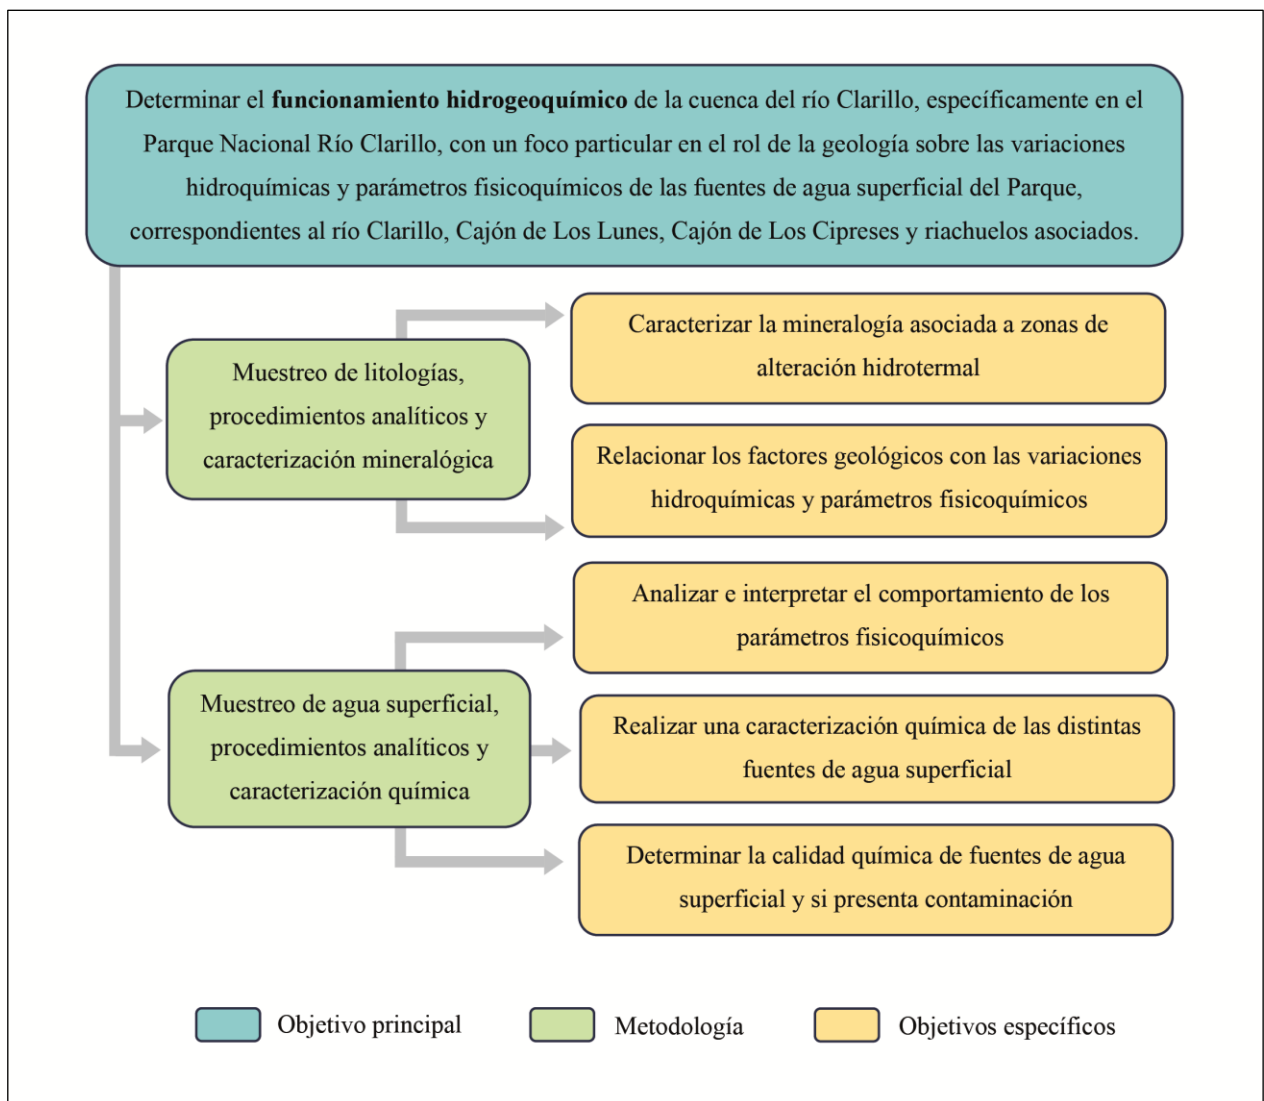 Determinar el funcionamiento hidrogeoquímico de la cuenca del río Clarillo, específicamente en el
Parque Nacional Río Clarillo, con un foco particular en el rol de la geología sobre las variaciones
hidroquímicas y parámetros fisicoquímicos de las fuentes de agua superficial del Parque,
correspondientes al río Clarillo, Cajón de Los Lunes, Cajón de Los Cipreses y riachuelos asociados.
Muestreo de litologías,
procedimientos analíticos y
caracterización mineralógica
Caracterizar la mineralogía asociada a zonas de
alteración hidrotermal
Relacionar los factores geológicos con las variaciones
hidroquímicas y parámetros fisicoquímicos
Muestreo de agua superficial,
procedimientos analíticos y
caracterización química
Analizar e interpretar el comportamiento de los
parámetros fisicoquímicos
Realizar una caracterización química de las distintas
fuentes de agua superficial
Determinar la calidad química de fuentes de agua
superficial y si presenta contaminación
Objetivo principal
Metodología
Objetivos específicos